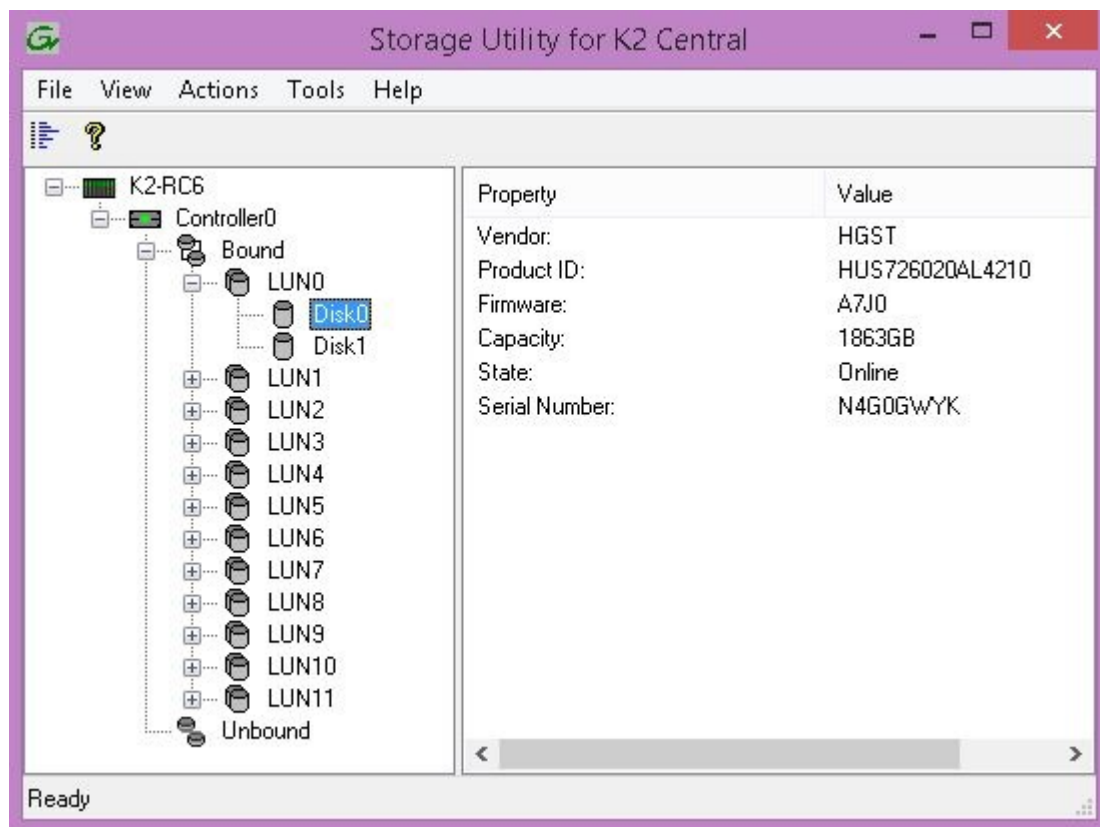 Storage Utility for K2 Central
File View Actions Tools Help
K2-RC6
Controller0
Bound
LUN0
Disk0
Disk1
LUN1
LUN2
LUN3
LUN4
LUN5
LUN6
LUN7
LUN8
LUN9
LUN10
LUN11
Unbound
Property Value
Vendor: HGST
Product ID: HUS726020AL4210
Firmware: A7J0
Capacity: 1863GB
State: Online
Serial Number: N4G0GWYK
Ready